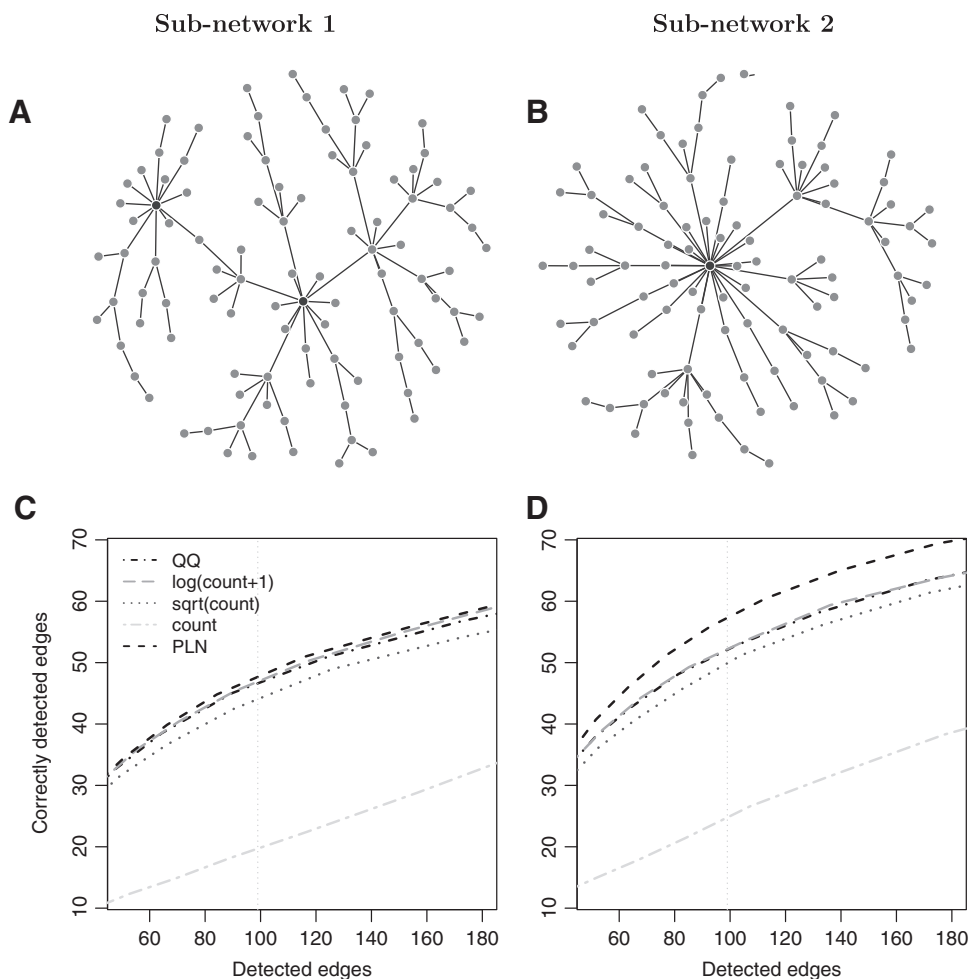 Sub-network 1
Sub-network 2
A
B
C
D
70
60
50
40
30
20
10
Correctly detected edges
QQ
log(count+1)
sqrt(count)
count
PLN
60 80 100 120 140 160 180
Detected edges
70
60
50
40
30
20
10
60 80 100 120 140 160 180
Detected edges